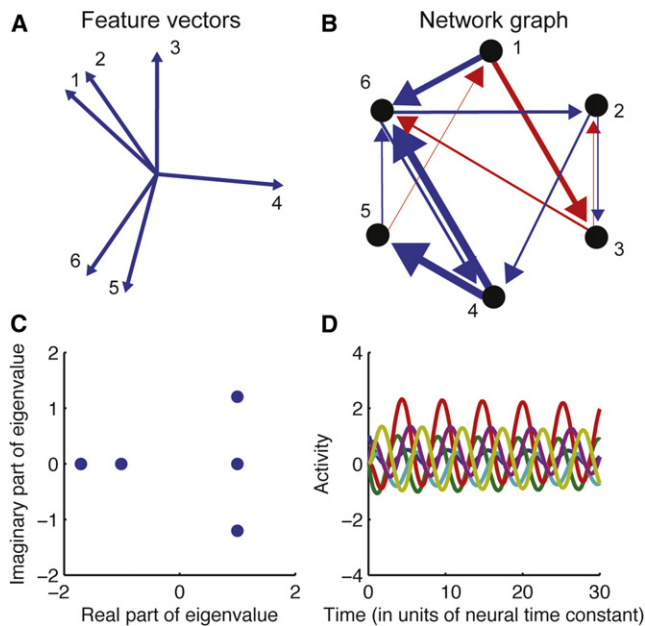 A Feature vectors
1
2
3
4
5
6
B Network graph
1
2
3
4
5
6
C
Imaginary part of eigenvalue
2
1
0
−1
−2
−2 0 2
Real part of eigenvalue
D
Activity
4
2
0
−2
−4
0 10 20 30
Time (in units of neural time constant)